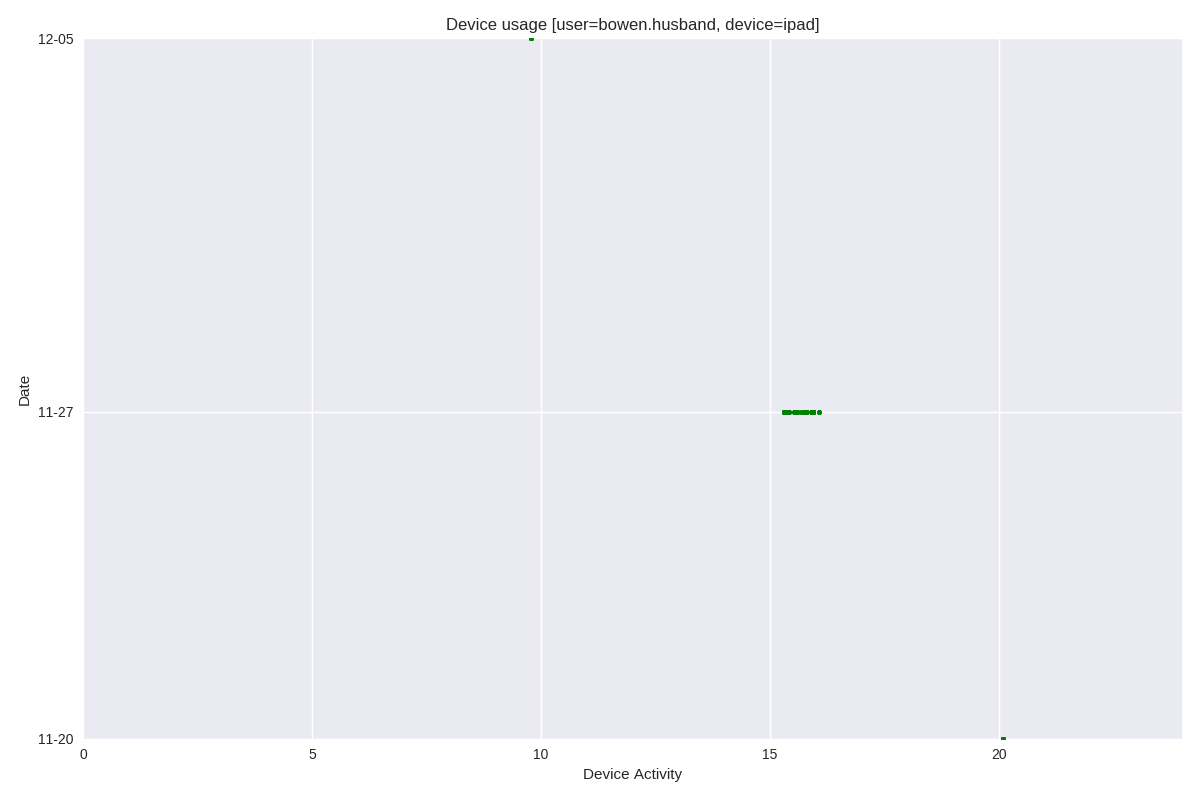 Device usage [user=bowen.husband, device=ipad]
12-05
11-27
11-20
Date
0 5 10 15 20
Device Activity